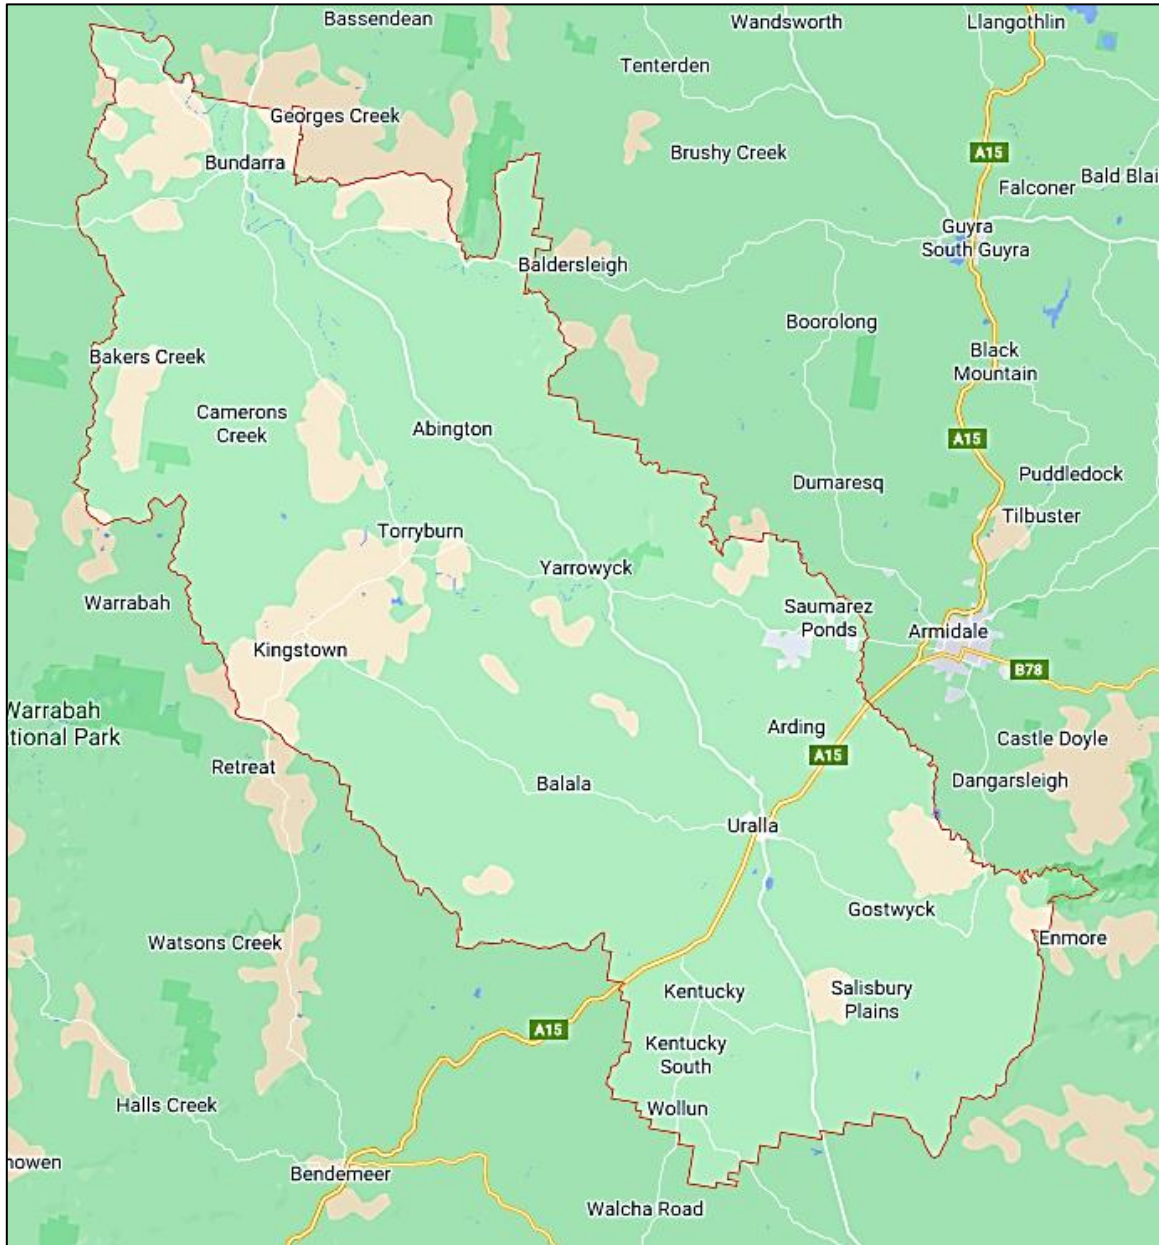 Bassendean
Wandsworth
Llangothlin
Tenterden
Georges Creek
Brushy Creek
A15
Bundarra
Falconer
Bald Blai
Guyra
South Guyra
Baldersleigh
Boorolong
Black
Mountain
Bakers Creek
Camerons
Creek
Abington
A15
Puddledock
Dumaresq
Tilbuster
Torryburn
Yarrowyck
Warrabah
Saumarez
Ponds
Armidale
Kingstown
B78
Warrabah
tional Park
Arding
Castle Doyle
A15
Retreat
Dangarsleigh
Balala
Uralla
Gostwyck
Watsons Creek
Enmore
Kentucky
Salisbury
Plains
A15
Kentucky
South
Halls Creek
Wollun
nowen
Bendemeer
Walcha Road